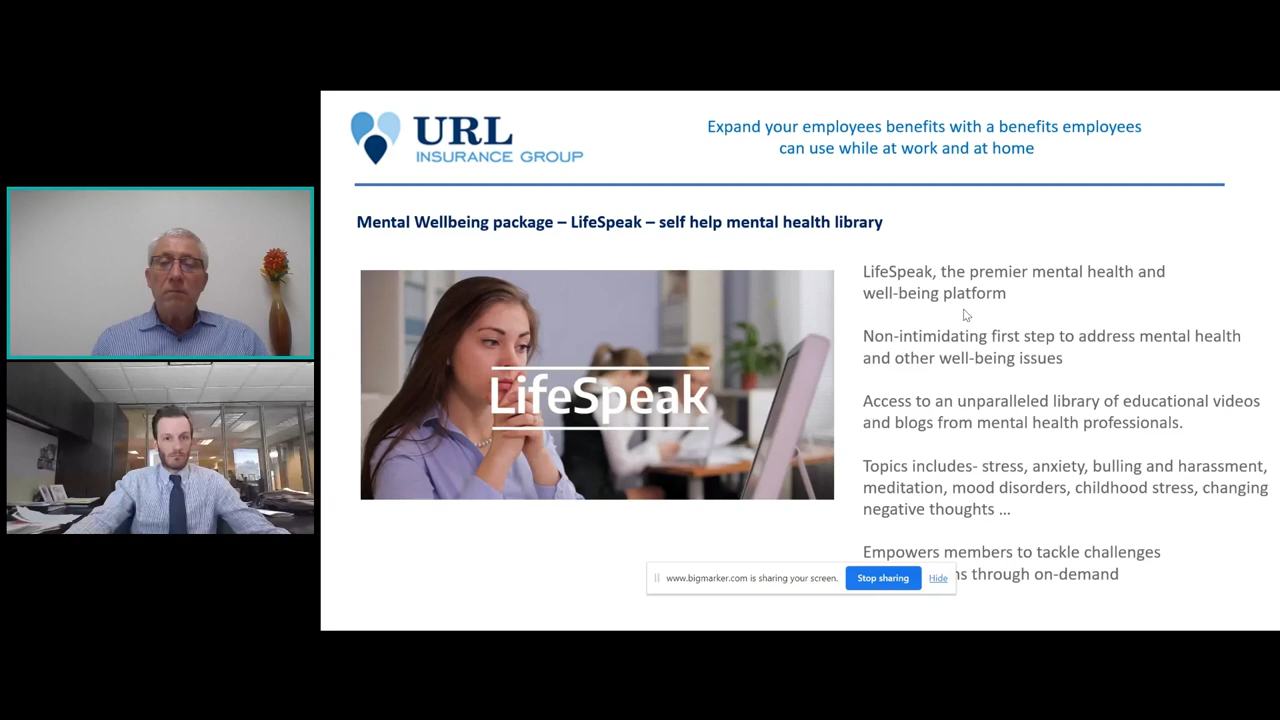 URL
INSURANCE GROUP
Expand your employees benefits with a benefits employees
can use while at work and at home
Mental Wellbeing package – LifeSpeak – self help mental health library
LifeSpeak
LifeSpeak, the premier mental health and
well-being platform
Non-intimidating first step to address mental health
and other well-being issues
Access to an unparalleled library of educational videos
and blogs from mental health professionals.
Topics includes- stress, anxiety, bulling and harassment,
meditation, mood disorders, childhood stress, changing
negative thoughts ...
Empowers members to tackle challenges
through on-demand
www.bigmarker.com is sharing your screen.
Stop sharing
Hide